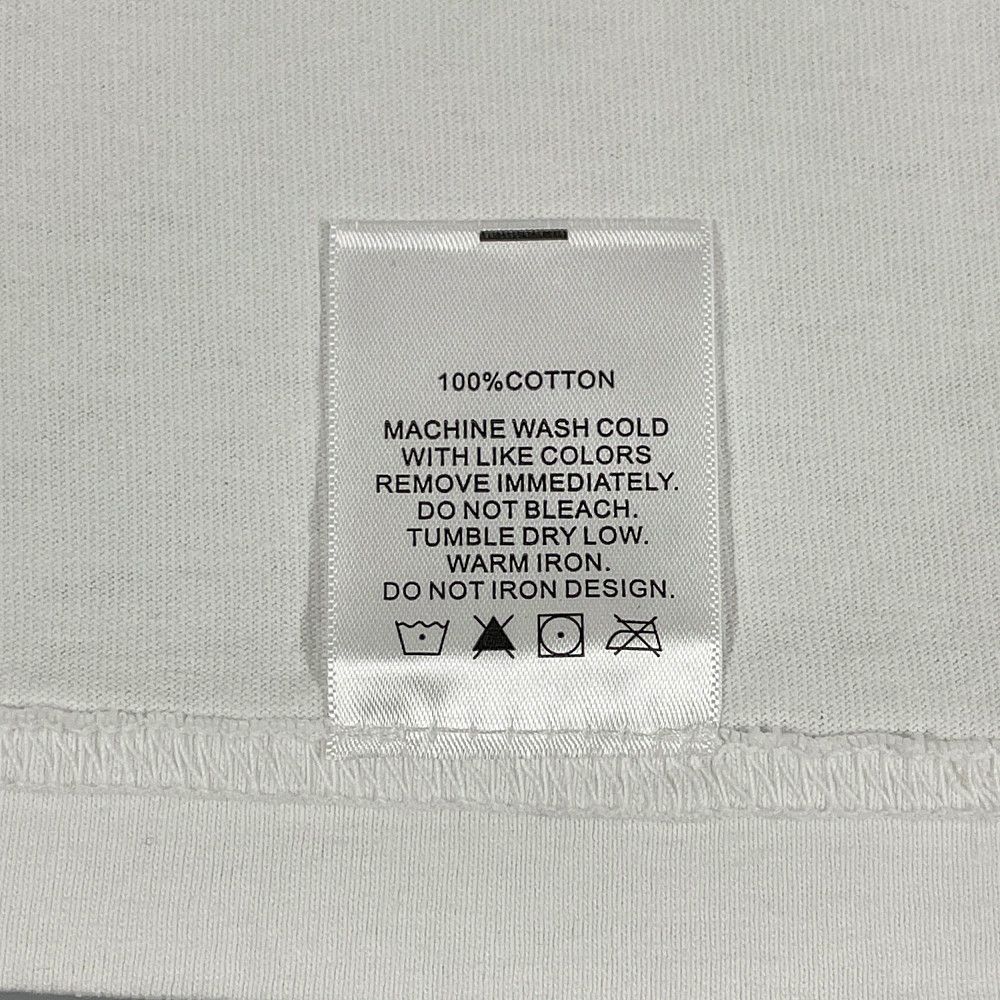 100%COTTON
MACHINE WASH COLD
WITH LIKE COLORS
REMOVE IMMEDIATELY.
DO NOT BLEACH.
TUMBLE DRY LOW.
WARM IRON.
DO NOT IRON DESIGN.